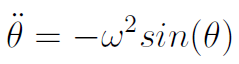 θ̈ = −ω²sin(θ)